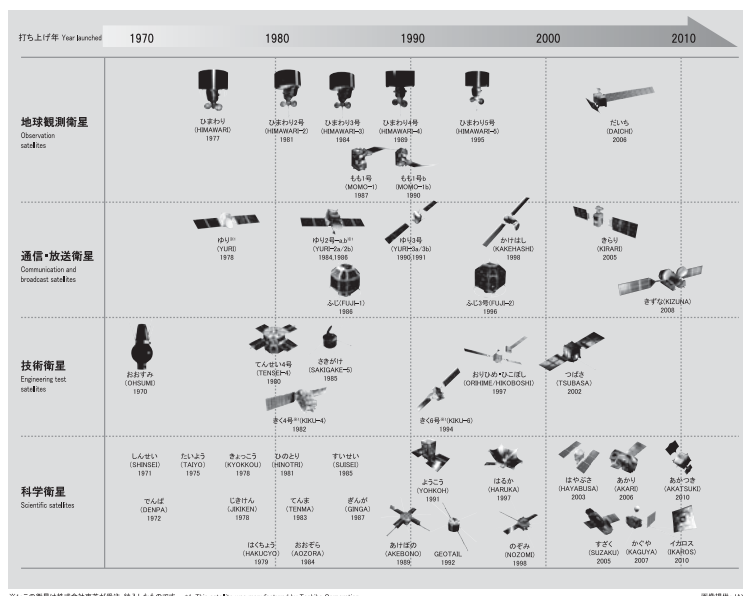 打ち上げ年 Year launched
1970
1980
1990
2000
2010
地球観測衛星
Observation
satellites
ひまわり
(HIMAWARI)
1977
ひまわり2号
(HIMAWARI-2)
1981
ひまわり3号
(HIMAWARI-3)
1984
ひまわり4号
(HIMAWARI-4)
1989
ひまわり5号
(HIMAWARI-5)
1995
だいち
(DAICHI)
2006
もも1号
(MOMO-1)
1987
もも1号b
(MOMO-1b)
1990
通信・放送衛星
Communication and
broadcast satellites
ゆり※1
(YURI)
1978
ゆり2号-a,b※1
(YURI-2a/2b)
1984,1986
ゆり3号
(YURI-3a/3b)
1990,1991
かけはし
(KAKEHASHI)
1998
きらり
(KIRARI)
2005
ふじ(FUJI-1)
1986
ふじ3号(FUJI-2)
1996
きずな(KIZUNA)
2008
技術衛星
Engineering test
satellites
おおすみ
(OHSUMI)
1970
てんせい4号
(TENSEI-4)
1980
さきがけ
(SAKIGAKE-5)
1985
おりひめ・ひこぼし
(ORIHIME/HIKOBOSHI)
1997
つばさ
(TSUBASA)
2002
きく4号※1(KIKU-4)
1982
きく6号※1(KIKU-6)
1994
科学衛星
Scientific satellites
しんせい
(SHINSEI)
1971
たいよう
(TAIYO)
1975
きょっこう
(KYOKKOU)
1978
ひのとり
(HINOTRI)
1981
すいせい
(SUISEI)
1985
ようこう
(YOHKOH)
1991
はるか
(HARUKA)
1997
はやぶさ
(HAYABUSA)
2003
あかり
(AKARI)
2006
あかつき
(AKATSUKI)
2010
でんぱ
(DENPA)
1972
じきけん
(JIKIKEN)
1978
てんま
(TENMA)
1983
ぎんが
(GINGA)
1987
はくちょう
(HAKUCYO)
1979
おおぞら
(AOZORA)
1984
あけぼの
(AKEBONO)
1989
GEOTAIL
1992
のぞみ
(NOZOMI)
1998
すざく
(SUZAKU)
2005
かぐや
(KAGUYA)
2007
イカロス
(IKAROS)
2010